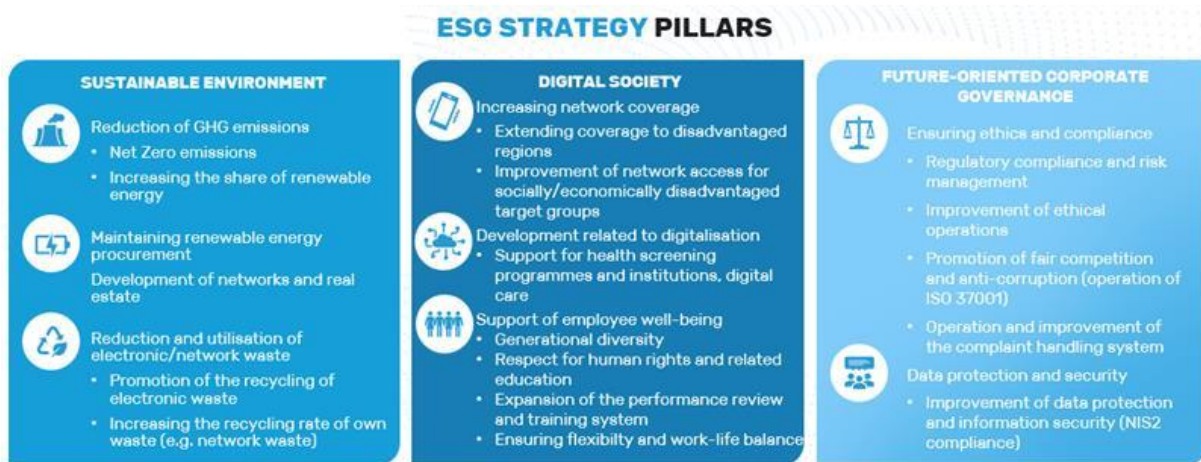 ESG STRATEGY PILLARS
SUSTAINABLE ENVIRONMENT
Reduction of GHG emissions
• Net Zero emissions
• Increasing the share of renewable
energy
Maintaining renewable energy
procurement
Development of networks and real
estate
Reduction and utilisation of
electronic/network waste
• Promotion of the recycling of
electronic waste
• Increasing the recycling rate of own
waste (e.g. network waste)
DIGITAL SOCIETY
Increasing network coverage
• Extending coverage to disadvantaged
regions
• Improvement of network access for
socially/economically disadvantaged
target groups
Development related to digitalisation
• Support for health screening
programmes and institutions, digital
care
Support of employee well-being
• Generational diversity
• Respect for human rights and related
education
• Expansion of the performance review
and training system
• Ensuring flexibilty and work-life balance
FUTURE-ORIENTED CORPORATE
GOVERNANCE
Ensuring ethics and compliance
• Regulatory compliance and risk
management
• Improvement of ethical
operations
• Promotion of fair competition
and anti-corruption (operation of
ISO 37001)
• Operation and improvement of
the complaint handling system
Data protection and security
• Improvement of data protection
and information security (NIS2
compliance)